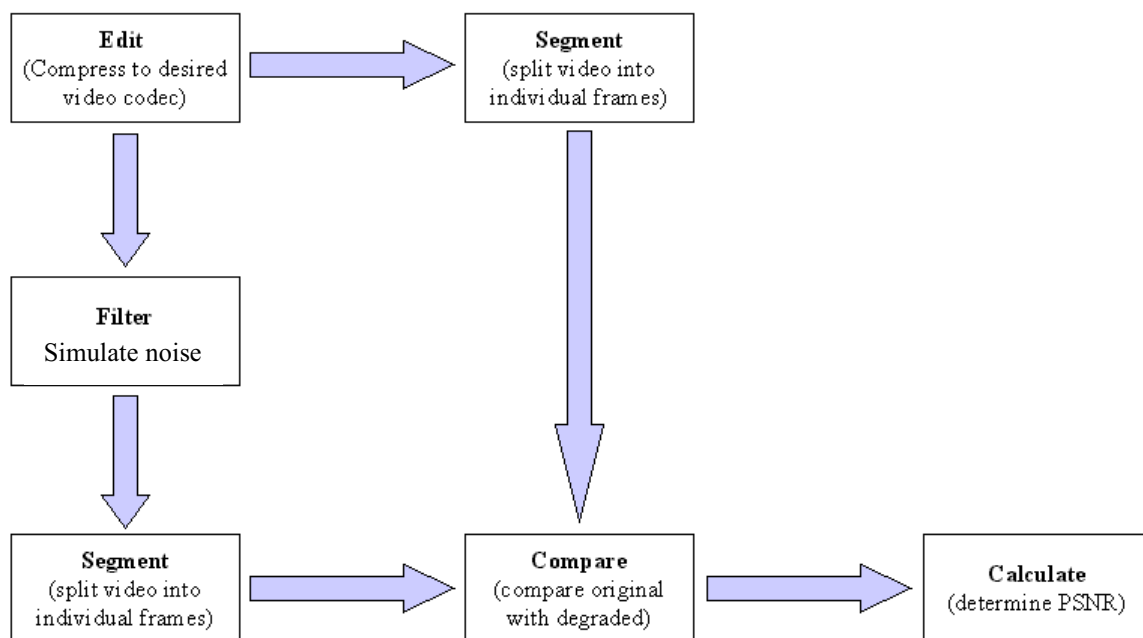 Edit
(Compress to desired
video codec)
Segment
(split video into
individual frames)
Filter
Simulate noise
Segment
(split video into
individual frames)
Compare
(compare original
with degraded)
Calculate
(determine PSNR)